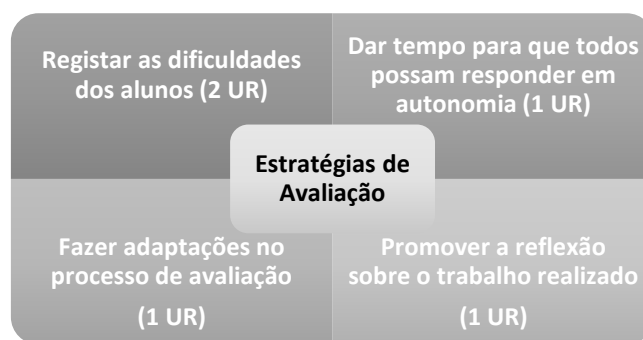 Registar as dificuldades
dos alunos (2 UR)
Dar tempo para que todos
possam responder em
autonomia (1 UR)
Estratégias de
Avaliação
Fazer adaptações no
processo de avaliação
(1 UR)
Promover a reflexão
sobre o trabalho realizado
(1 UR)